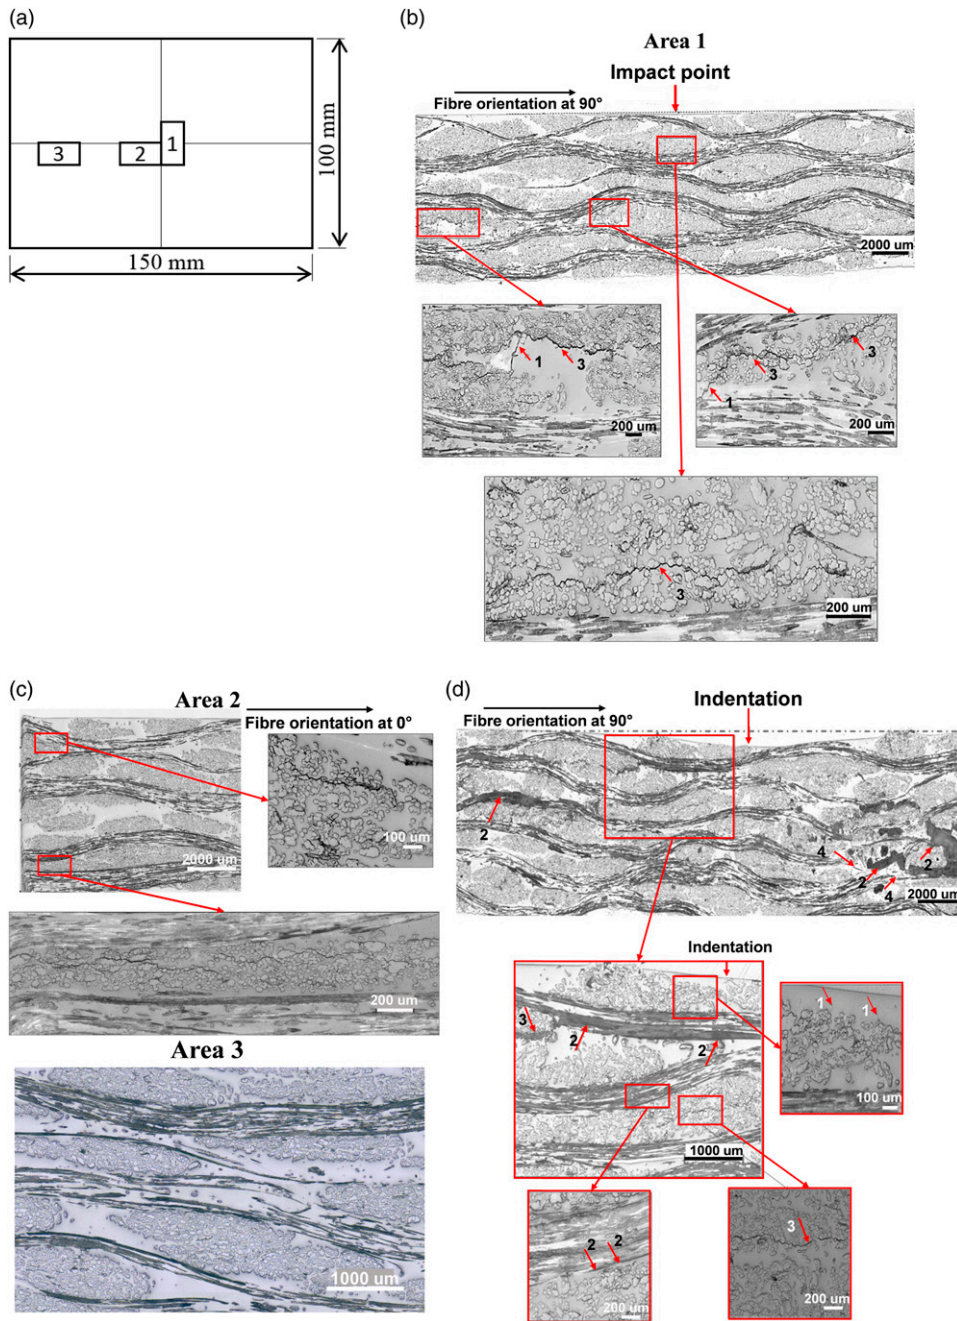 (a)
3
2
1
100 mm
150 mm
(b)
Area 1
Impact point
Fibre orientation at 90°
2000 um
1
3
200 um
3
3
1
200 um
3
200 um
(c)
Area 2
Fibre orientation at 0°
2000 um
100 um
200 um
Area 3
1000 um
(d)
Indentation
Fibre orientation at 90°
2
4
2
2
4
2000 um
Indentation
3
2
2
1000 um
1
1
100 um
2
2
200 um
3
200 um